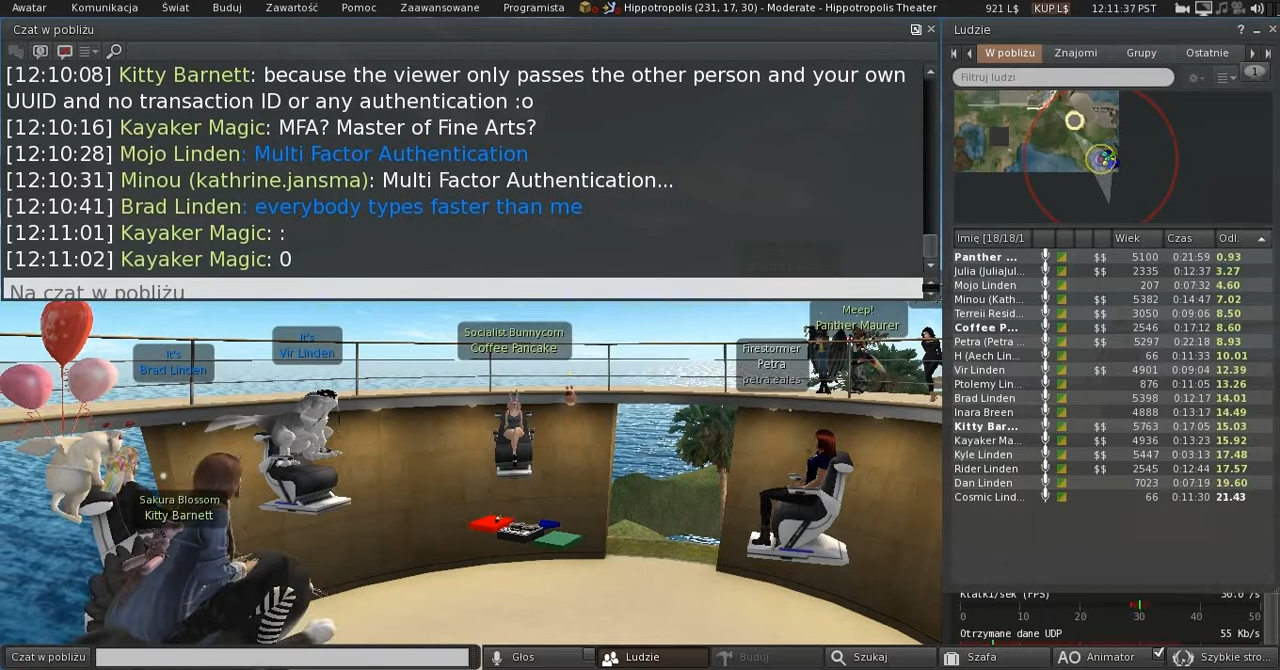 Awatar Komunikacja Świat Buduj Zawartość Pomoc Zaawansowane Programista Hippotropolis (231, 17, 30) - Moderate - Hippotropolis Theater 921 L$ KUP L$ 12:11:37 PST
Czat w pobliżu
[12:10:08] Kitty Barnett: because the viewer only passes the other person and your own
UUID and no transaction ID or any authentication :o
[12:10:16] Kayaker Magic: MFA? Master of Fine Arts?
[12:10:28] Mojo Linden: Multi Factor Authentication
[12:10:31] Minou (kathrine.jansma): Multi Factor Authentication...
[12:10:41] Brad Linden: everybody types faster than me
[12:11:01] Kayaker Magic: :
[12:11:02] Kayaker Magic: 0
Na czat w pobliżu
It's
Brad Linden
It's
Vir Linden
Socialist Bunnycorn
Coffee Pancake
Meep!
Panther Maurer
Firestormer
Petra
petra.eales
Sakura Blossom
Kitty Barnett
Ludzie
? _ ×
W pobliżu Znajomi Grupy Ostatnie
Filtruj ludzi
1
Imię [18/18/1 Wiek Czas Odl.
Panther ... $$ 5100 0:21:59 0.93
Julia (JuliaJul... $$ 2335 0:12:37 3.27
Mojo Linden 207 0:07:32 4.60
Minou (Kath... $$ 5382 0:14:47 7.02
Terreii Resid... $$ 3050 0:09:06 8.50
Coffee P... $$ 2546 0:17:12 8.60
Petra (Petra ... $$ 5297 0:22:18 8.93
H (Aech Lin... 66 0:11:33 10.01
Vir Linden $$ 4901 0:09:04 12.39
Ptolemy Lin... 876 0:11:05 13.26
Brad Linden 5398 0:12:17 14.01
Inara Breen 4888 0:13:17 14.49
Kitty Bar... $$ 5763 0:17:05 15.03
Kayaker Ma... $$ 4936 0:13:23 15.92
Kyle Linden $$ 5447 0:03:13 17.48
Rider Linden $$ 2545 0:12:44 17.57
Dan Linden 7023 0:07:19 19.60
Cosmic Lind... 66 0:11:30 21.43
Klatki/sek (FPS) 30.0 /s
0 10 20 30 40 50
Otrzymane dane UDP 55 Kb/s
Czat w pobliżu Głos Ludzie Buduj Szukaj Szafa AO Animator Szybkie stro...